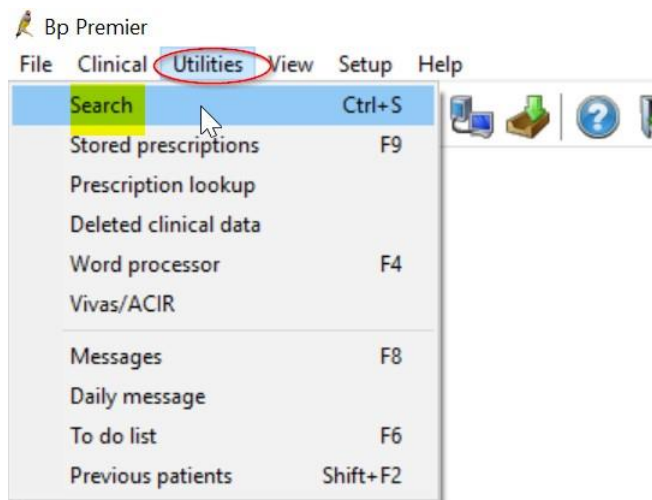 Bp Premier
File Clinical Utilities View Setup Help
Search Ctrl+S
Stored prescriptions F9
Prescription lookup
Deleted clinical data
Word processor F4
Vivas/ACIR
Messages F8
Daily message
To do list F6
Previous patients Shift+F2